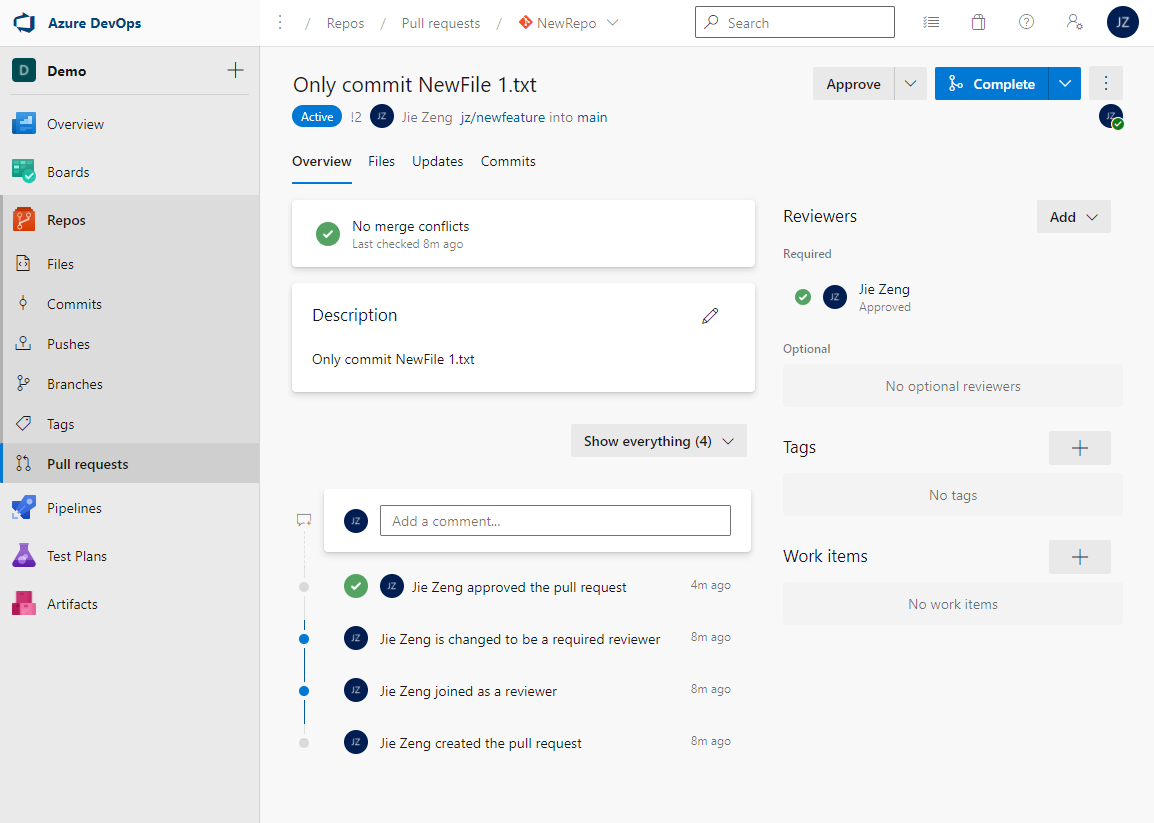 Azure DevOps
/ Repos / Pull requests / NewRepo
Search
JZ
D Demo
Overview
Boards
Repos
Files
Commits
Pushes
Branches
Tags
Pull requests
Pipelines
Test Plans
Artifacts
Only commit NewFile 1.txt
Approve
Complete
Active !2 JZ Jie Zeng jz/newfeature into main
JZ
Overview Files Updates Commits
No merge conflicts
Last checked 8m ago
Description
Only commit NewFile 1.txt
Show everything (4)
JZ Add a comment...
JZ Jie Zeng approved the pull request 4m ago
JZ Jie Zeng is changed to be a required reviewer 8m ago
JZ Jie Zeng joined as a reviewer 8m ago
JZ Jie Zeng created the pull request 8m ago
Reviewers
Add
Required
JZ Jie Zeng
Approved
Optional
No optional reviewers
Tags
No tags
Work items
No work items